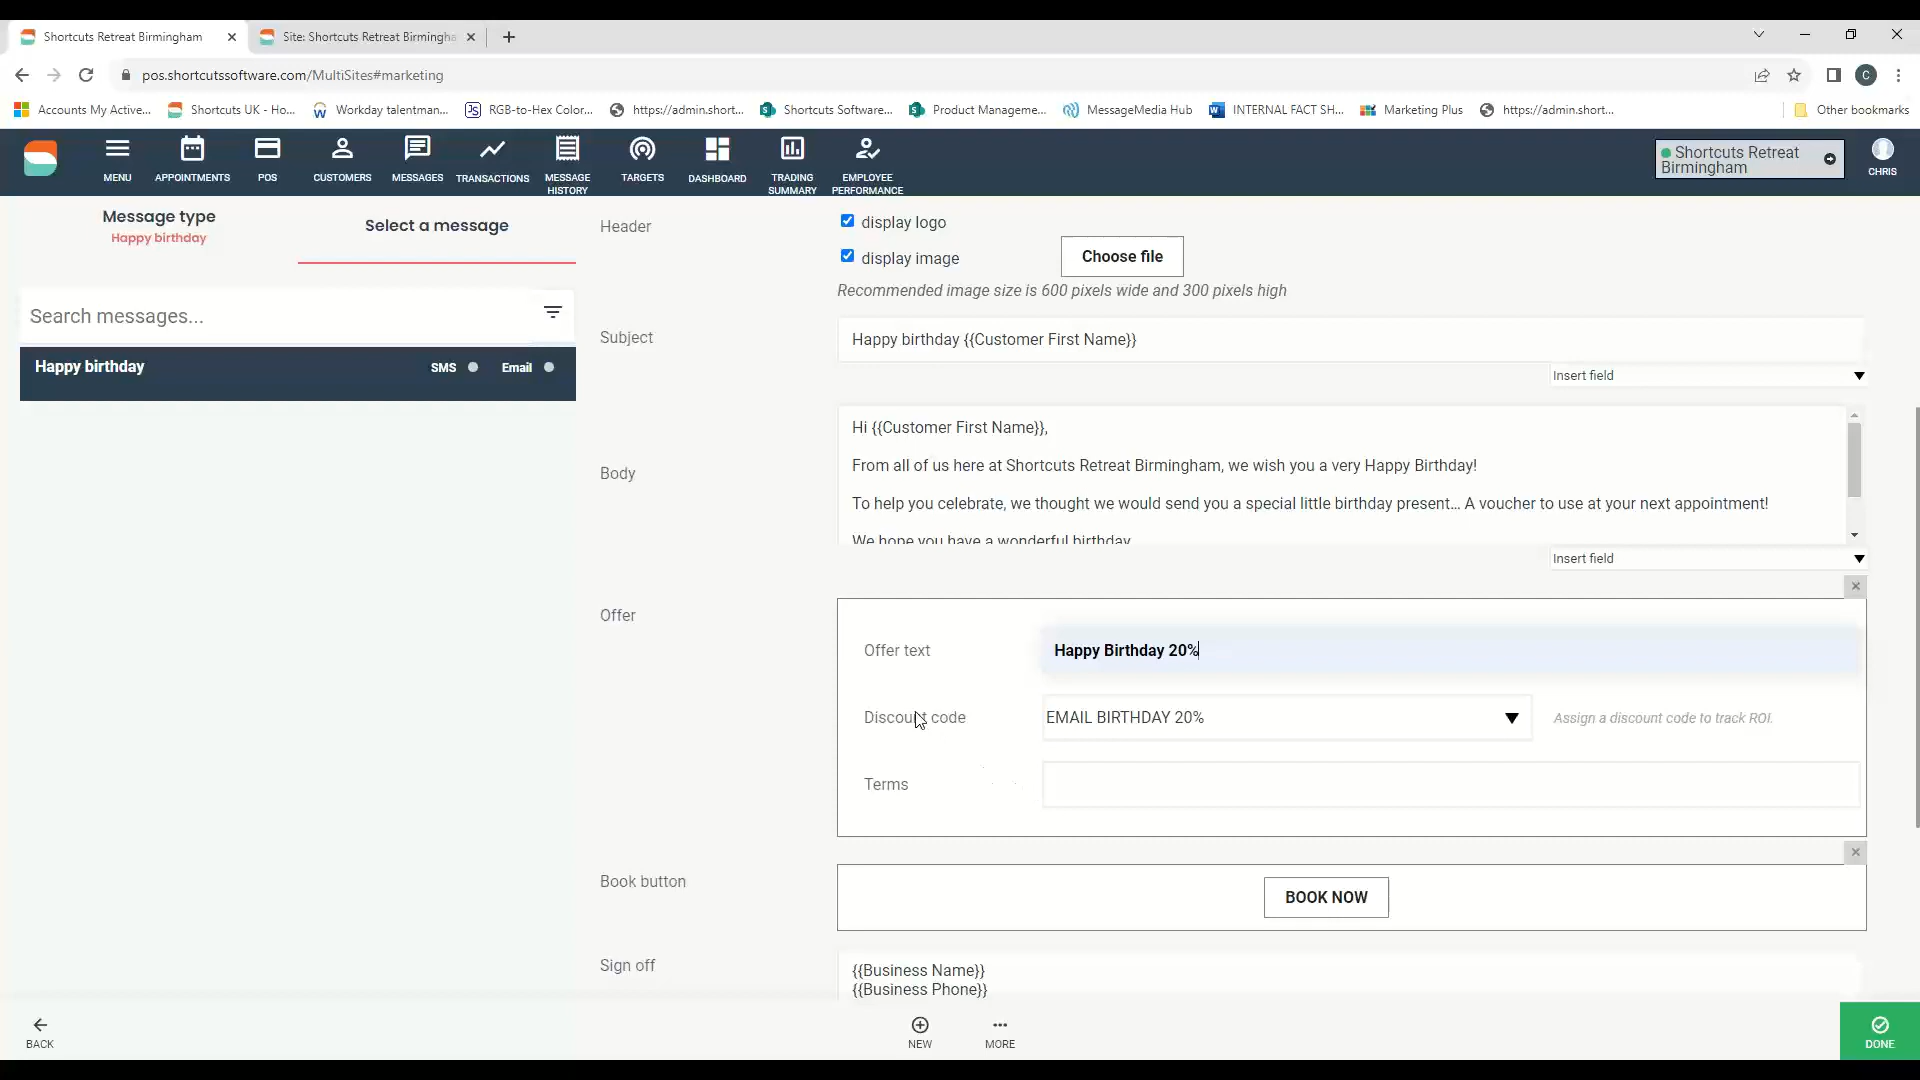 Shortcuts Retreat Birmingham
Site: Shortcuts Retreat Birmingha
pos.shortcutssoftware.com/MultiSites#marketing
C
Accounts My Active...
Shortcuts UK - Ho...
Workday talentman...
RGB-to-Hex Color...
https://admin.short...
Shortcuts Software...
Product Manageme...
MessageMedia Hub
INTERNAL FACT SH...
Marketing Plus
https://admin.short...
Other bookmarks
MENU
APPOINTMENTS
POS
CUSTOMERS
MESSAGES
TRANSACTIONS
MESSAGE
HISTORY
TARGETS
DASHBOARD
TRADING
SUMMARY
EMPLOYEE
PERFORMANCE
Shortcuts Retreat
Birmingham
CHRIS
Message type
Happy birthday
Select a message
Search messages...
Happy birthday
SMS
Email
Header
display logo
display image
Choose file
Recommended image size is 600 pixels wide and 300 pixels high
Subject
Happy birthday {{Customer First Name}}
Insert field
Body
Hi {{Customer First Name}},
From all of us here at Shortcuts Retreat Birmingham, we wish you a very Happy Birthday!
To help you celebrate, we thought we would send you a special little birthday present... A voucher to use at your next appointment!
We hope you have a wonderful birthday
Insert field
Offer
Offer text
Happy Birthday 20%
Discount code
EMAIL BIRTHDAY 20%
Assign a discount code to track ROI.
Terms
Book button
BOOK NOW
Sign off
{{Business Name}}
{{Business Phone}}
BACK
NEW
MORE
DONE